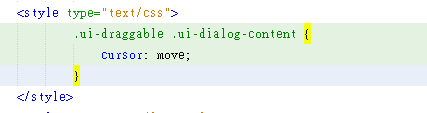 <style type="text/css">
.ui-draggable .ui-dialog-content {
cursor: move;
}
</style>